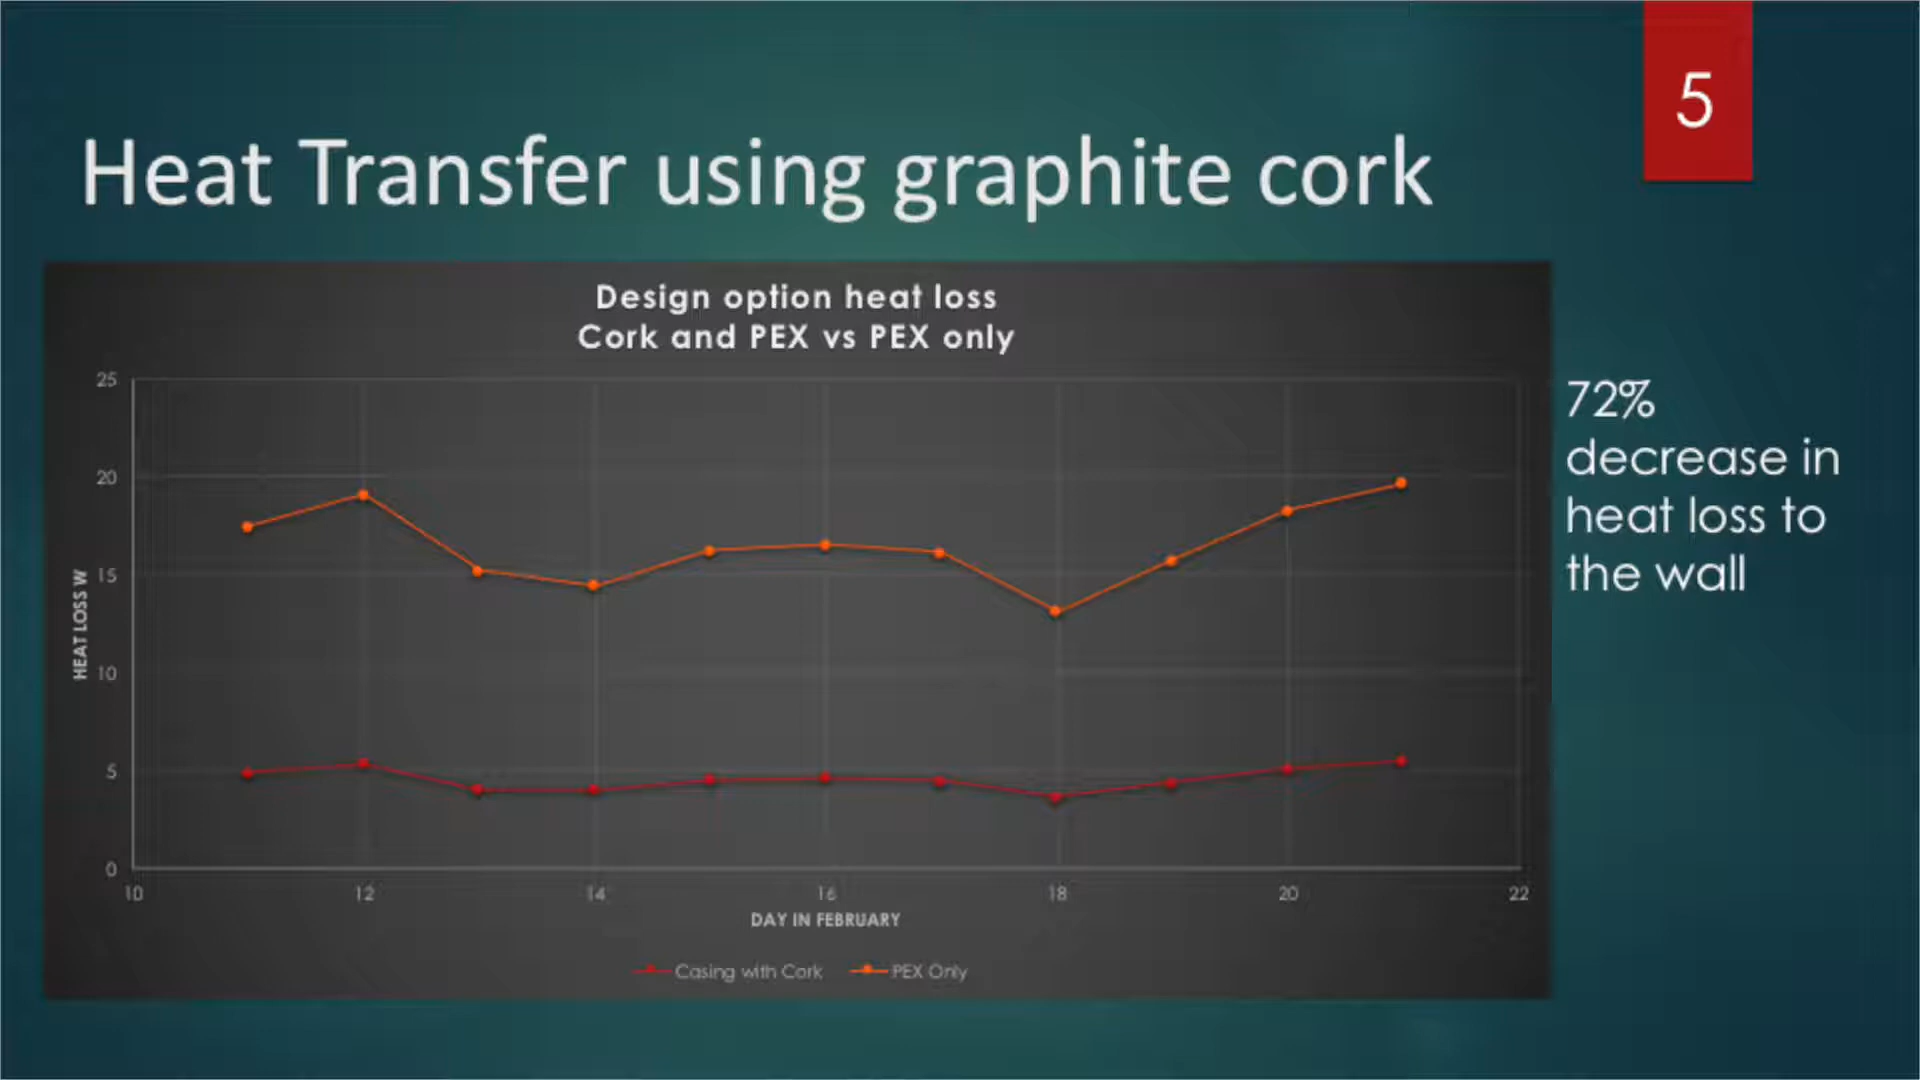 5
Heat Transfer using graphite cork
Design option heat loss
Cork and PEX vs PEX only
25
20
15
10
5
0
HEAT LOSS W
10 12 14 16 18 20 22
DAY IN FEBRUARY
Casing with Cork PEX Only
72%
decrease in
heat loss to
the wall